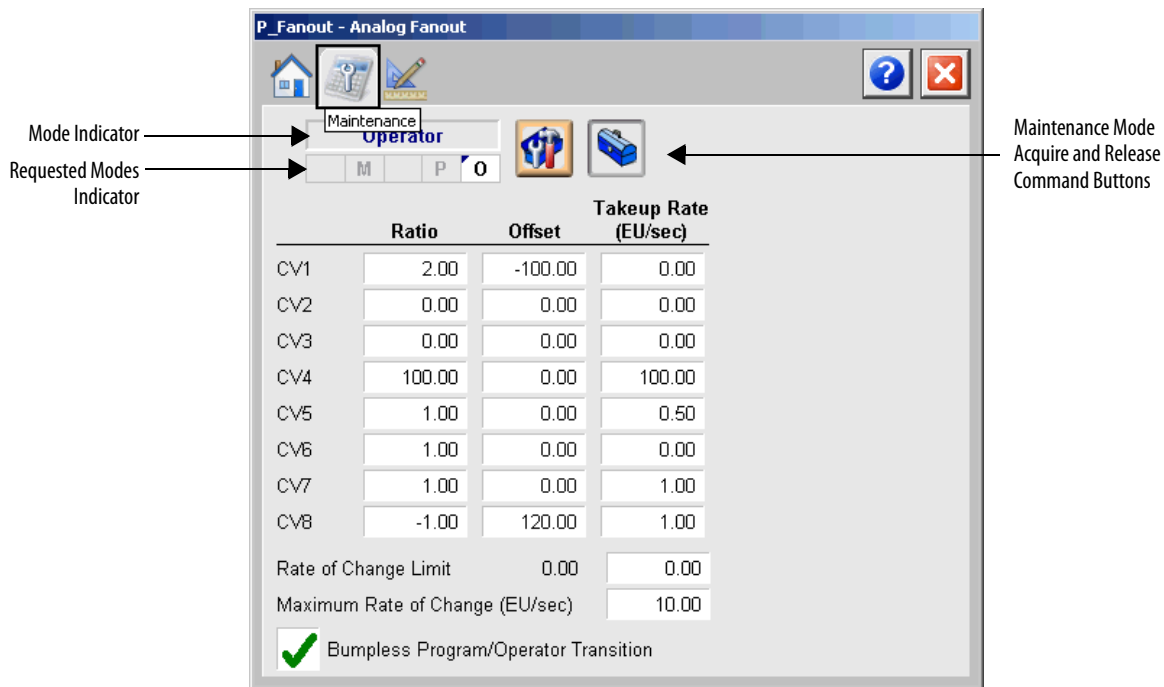 P_Fanout - Analog Fanout
?
Maintenance
Mode Indicator
Operator
Requested Modes
Indicator
M P O
Maintenance Mode
Acquire and Release
Command Buttons
Ratio Offset Takeup Rate
(EU/sec)
CV1 2.00 -100.00 0.00
CV2 0.00 0.00 0.00
CV3 0.00 0.00 0.00
CV4 100.00 0.00 100.00
CV5 1.00 0.00 0.50
CV6 1.00 0.00 0.00
CV7 1.00 0.00 1.00
CV8 -1.00 120.00 1.00
Rate of Change Limit 0.00 0.00
Maximum Rate of Change (EU/sec) 10.00
Bumpless Program/Operator Transition